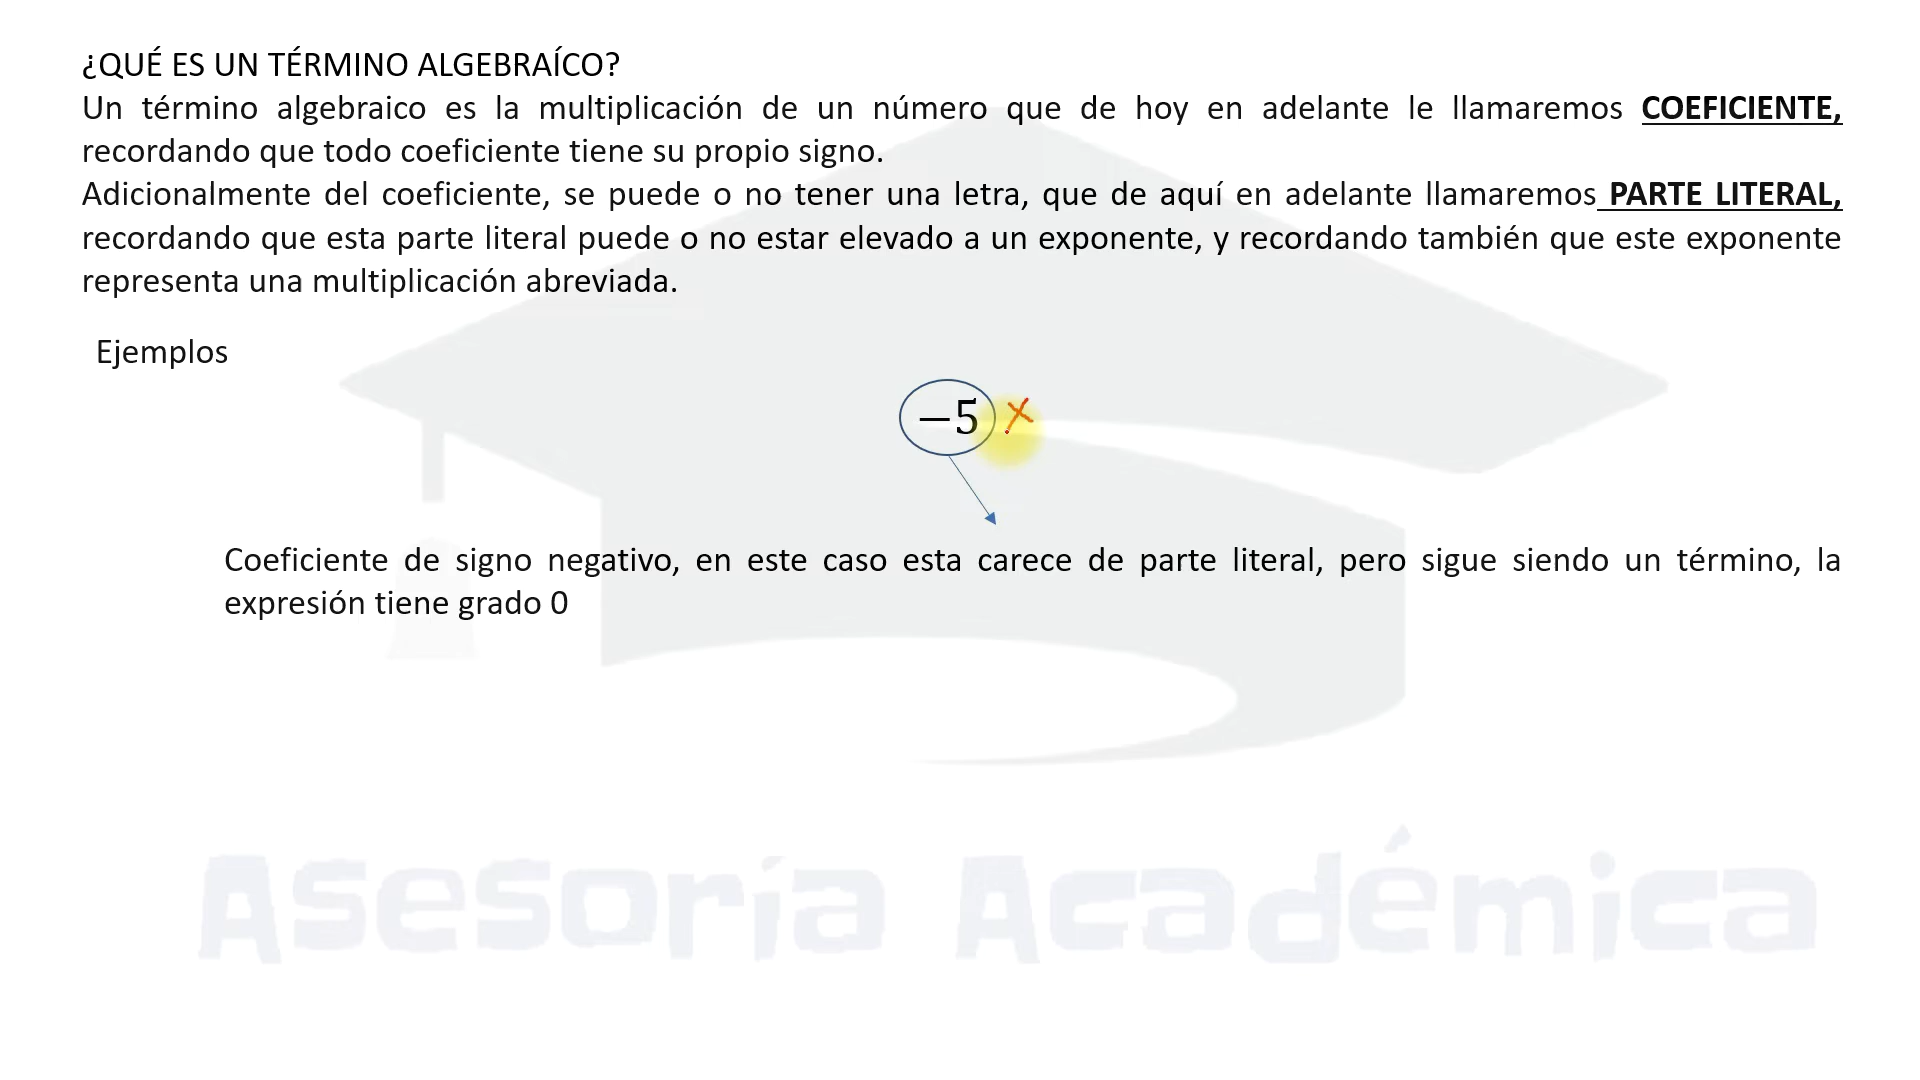 ¿QUÉ ES UN TÉRMINO ALGEBRAÍCO?
Un término algebraico es la multiplicación de un número que de hoy en adelante le llamaremos COEFICIENTE,
recordando que todo coeficiente tiene su propio signo.
Adicionalmente del coeficiente, se puede o no tener una letra, que de aquí en adelante llamaremos PARTE LITERAL,
recordando que esta parte literal puede o no estar elevado a un exponente, y recordando también que este exponente
representa una multiplicación abreviada.
Ejemplos
−5 x
Coeficiente de signo negativo, en este caso esta carece de parte literal, pero sigue siendo un término, la
expresión tiene grado 0
Asesoría Académica